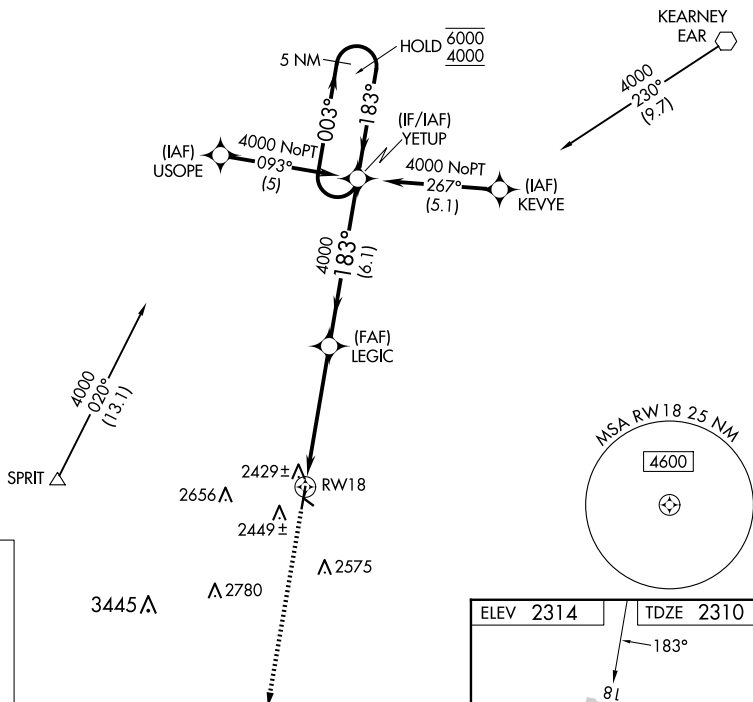 KEARNEY
EAR
4000
230°
(9.7)
5 NM
HOLD 6000
4000
003°
183°
(IF/IAF)
YETUP
(IAF)
USOPE
4000 NoPT
093°
(5)
4000 NoPT
267°
(5.1)
(IAF)
KEVYE
4000
183°
(6.1)
(FAF)
LEGIC
4000
020°
(13.1)
SPRIT
MSA RW18 25 NM
4600
2429±
RW18
2656
2449±
2575
2780
3445
ELEV 2314
TDZE 2310
183°
18